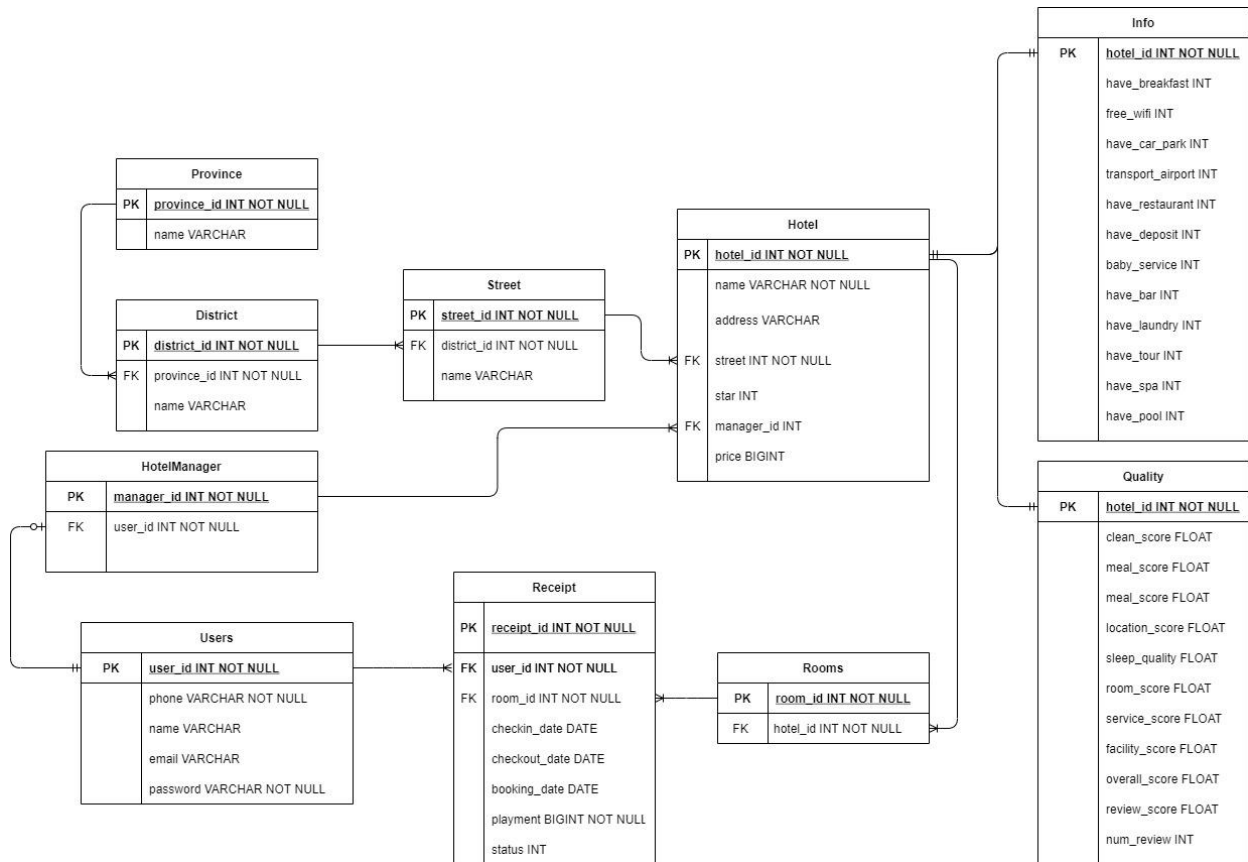 Province
PK province_id INT NOT NULL
name VARCHAR
District
PK district_id INT NOT NULL
FK province_id INT NOT NULL
name VARCHAR
Street
PK street_id INT NOT NULL
FK district_id INT NOT NULL
name VARCHAR
Hotel
PK hotel_id INT NOT NULL
name VARCHAR NOT NULL
address VARCHAR
FK street INT NOT NULL
star INT
FK manager_id INT
price BIGINT
Info
PK hotel_id INT NOT NULL
have_breakfast INT
free_wifi INT
have_car_park INT
transport_airport INT
have_restaurant INT
have_deposit INT
baby_service INT
have_bar INT
have_laundry INT
have_tour INT
have_spa INT
have_pool INT
HotelManager
PK manager_id INT NOT NULL
FK user_id INT NOT NULL
Users
PK user_id INT NOT NULL
phone VARCHAR NOT NULL
name VARCHAR
email VARCHAR
password VARCHAR NOT NULL
Receipt
PK receipt_id INT NOT NULL
FK user_id INT NOT NULL
FK room_id INT NOT NULL
checkin_date DATE
checkout_date DATE
booking_date DATE
playment BIGINT NOT NULL
status INT
Rooms
PK room_id INT NOT NULL
FK hotel_id INT NOT NULL
Quality
PK hotel_id INT NOT NULL
clean_score FLOAT
meal_score FLOAT
meal_score FLOAT
location_score FLOAT
sleep_quality FLOAT
room_score FLOAT
service_score FLOAT
facility_score FLOAT
overall_score FLOAT
review_score FLOAT
num_review INT